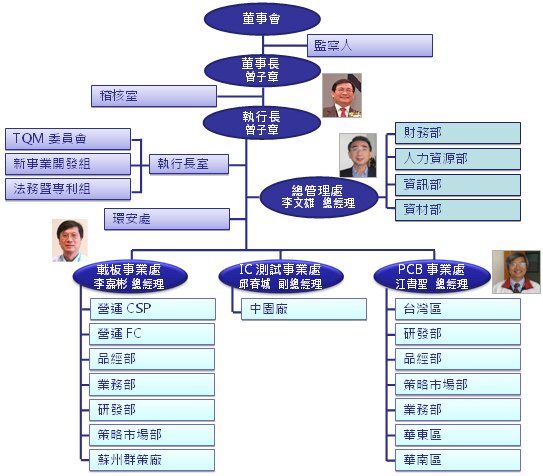 董事會
監察人
董事長
曾子章
稽核室
執行長
曾子章
TQM 委員會
新事業開發組
法務暨專利組
執行長室
財務部
人力資源部
資訊部
資材部
總管理處
李文雄 總經理
環安處
載板事業處
李嘉彬 總經理
IC 測試事業處
邱春城 副總經理
PCB 事業處
江書聖 總經理
營運 CSP
營運 FC
品經部
業務部
研發部
策略市場部
蘇州群策廠
中園廠
台灣區
研發部
品經部
策略市場部
業務部
華東區
華南區